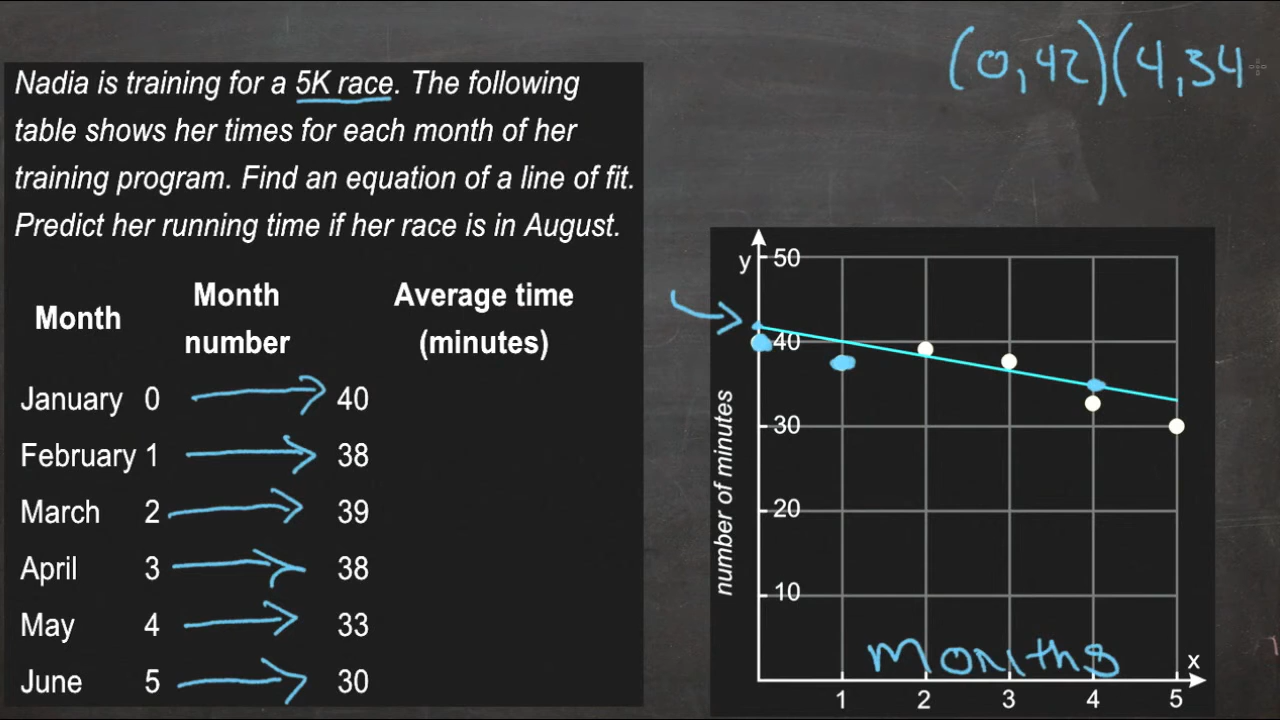 (0,42)(4,34
Nadia is training for a 5K race. The following
table shows her times for each month of her
training program. Find an equation of a line of fit.
Predict her running time if her race is in August.
Month Month number Average time (minutes)
January 0 40
February 1 38
March 2 39
April 3 38
May 4 33
June 5 30
y 50
40
30
20
10
number of minutes
Months
x
1 2 3 4 5